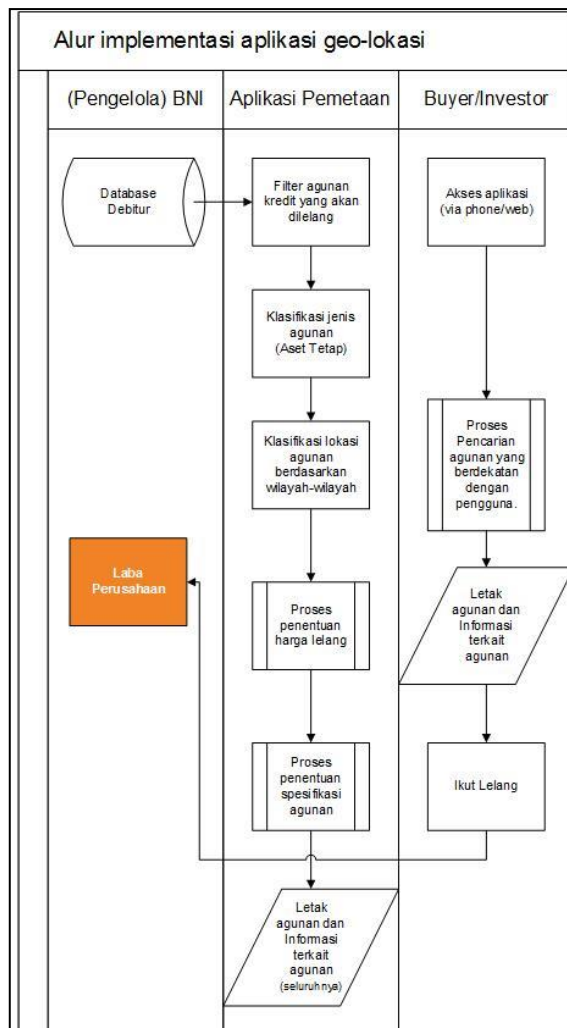 Alur implementasi aplikasi geo-lokasi
(Pengelola) BNI
Aplikasi Pemetaan
Buyer/Investor
Database
Debitur
Filter agunan
kredit yang akan
dilelang
Akses aplikasi
(via phone/web)
Klasifikasi jenis
agunan
(Aset Tetap)
Klasifikasi lokasi
agunan
berdasarkan
wilayah-wilayah
Proses
Pencarian
agunan yang
berdekatan
dengan
pengguna.
Laba
Perusahaan
Proses
penentuan
harga lelang
Letak
agunan dan
Informasi
terkait
agunan
Proses
penentuan
spesifikasi
agunan
Ikut Lelang
Letak
agunan dan
Informasi
terkait
agunan
(seluruhnya)